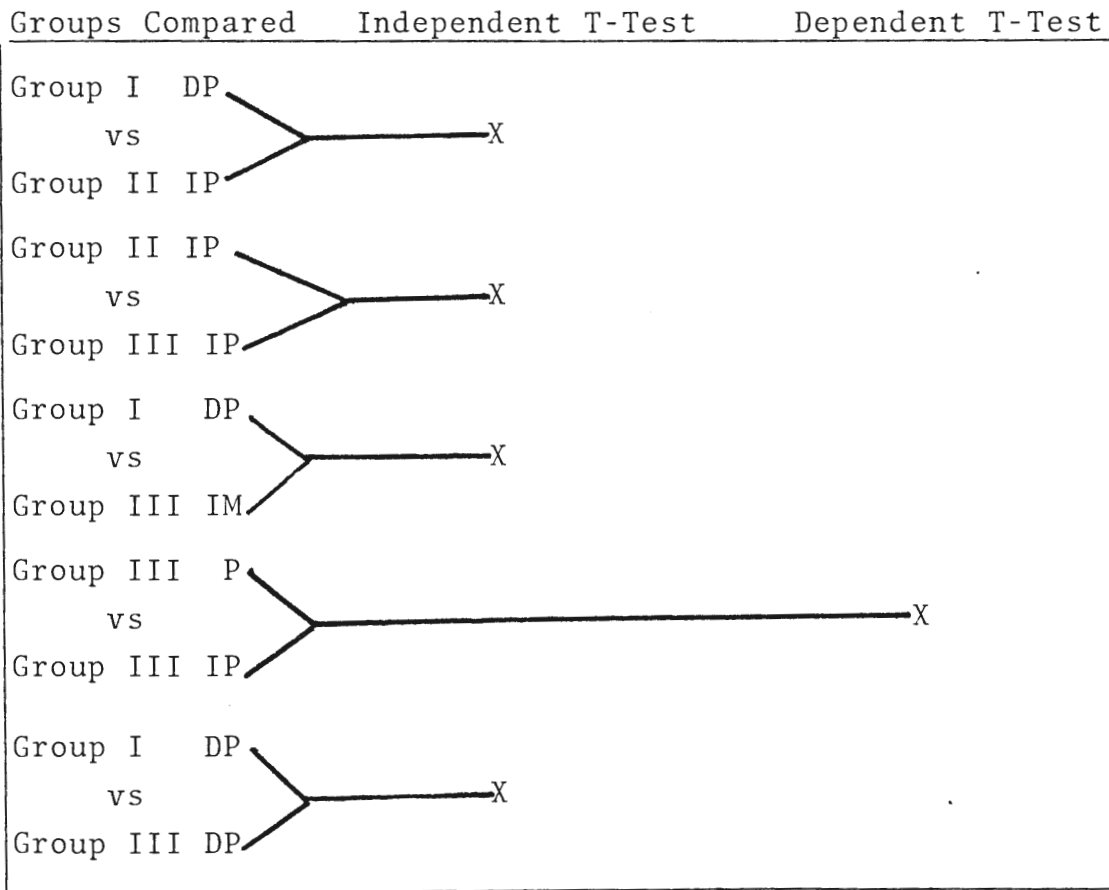 Groups Compared Independent T-Test Dependent T-Test
Group I DP
vs X
Group II IP
Group II IP
vs X
Group III IP
Group I DP
vs X
Group III IM
Group III P
vs X
Group III IP
Group I DP
vs X
Group III DP